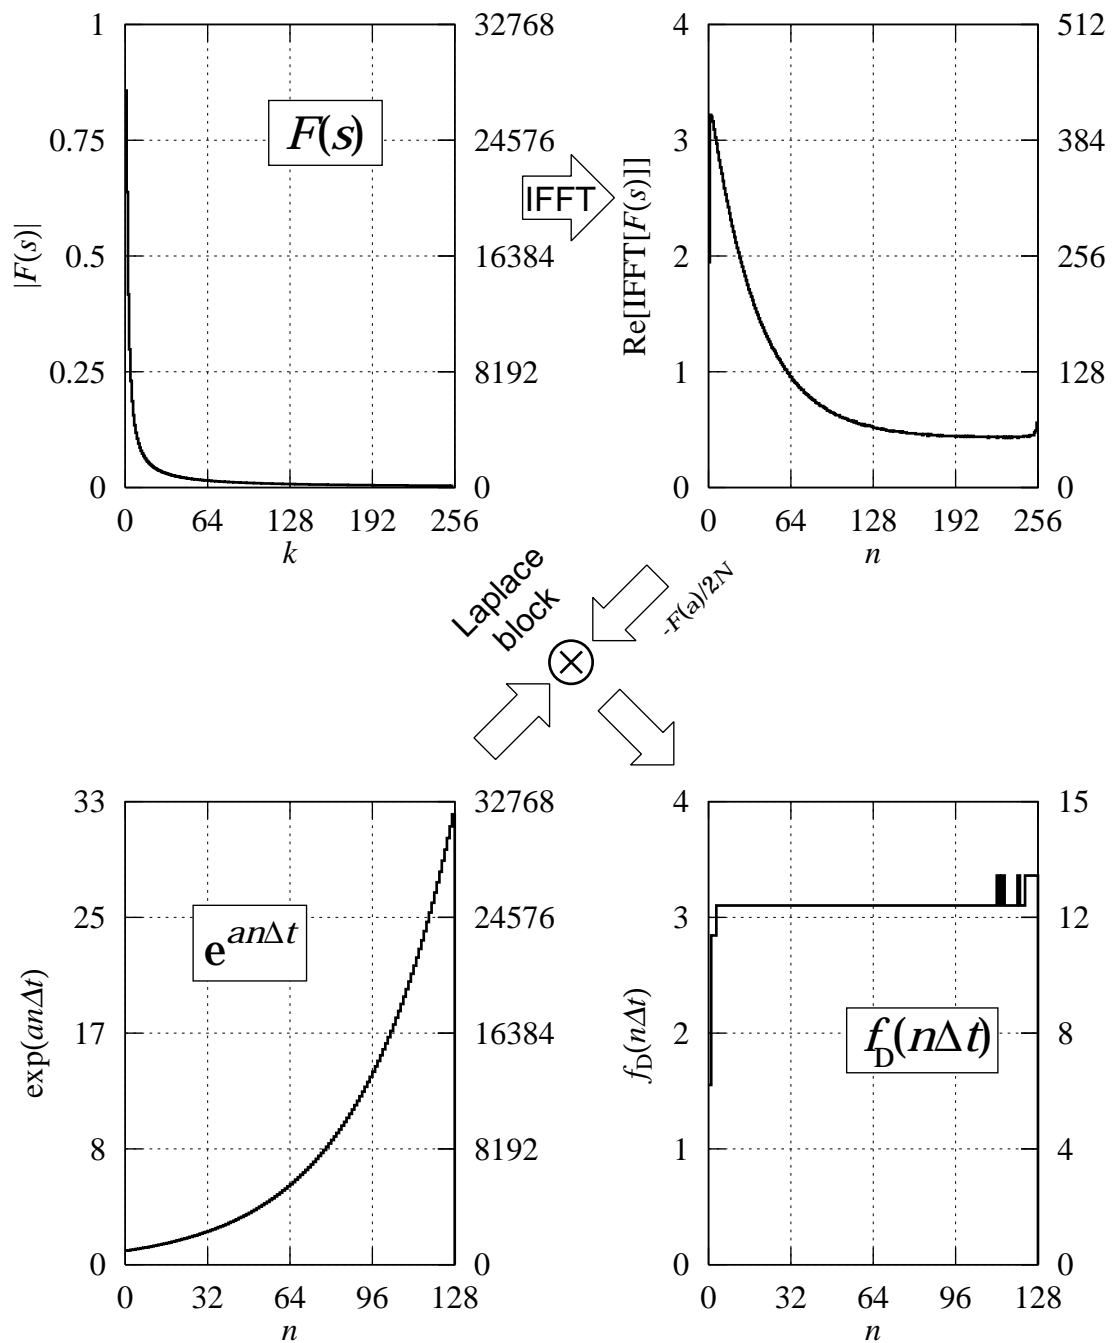 1
0.75
0.5
0.25
0
|F(s)|
F(s)
32768
24576
16384
8192
0
0 64 128 192 256
k
IFFT
4
3
2
1
0
Re[IFFT[F(s)]]
512
384
256
128
0
0 64 128 192 256
n
Laplace
block
-F(a)/2N
33
25
17
8
0
exp(anΔt)
e^{anΔt}
32768
24576
16384
8192
0
0 32 64 96 128
n
4
3
2
1
0
f_D(nΔt)
f_D(nΔt)
15
12
8
4
0
0 32 64 96 128
n